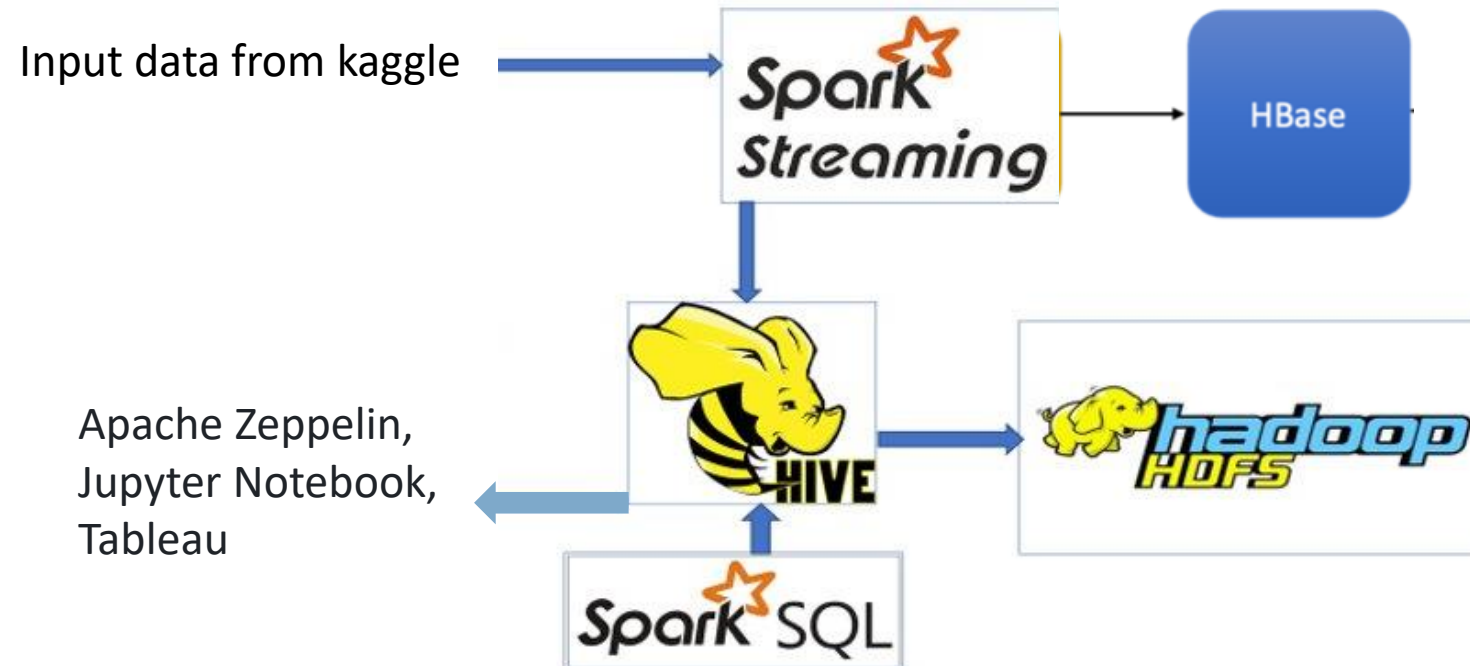 Input data from kaggle
Spark
Streaming
HBase
HIVE
hadoop
HDFS
Apache Zeppelin,
Jupyter Notebook,
Tableau
Spark SQL